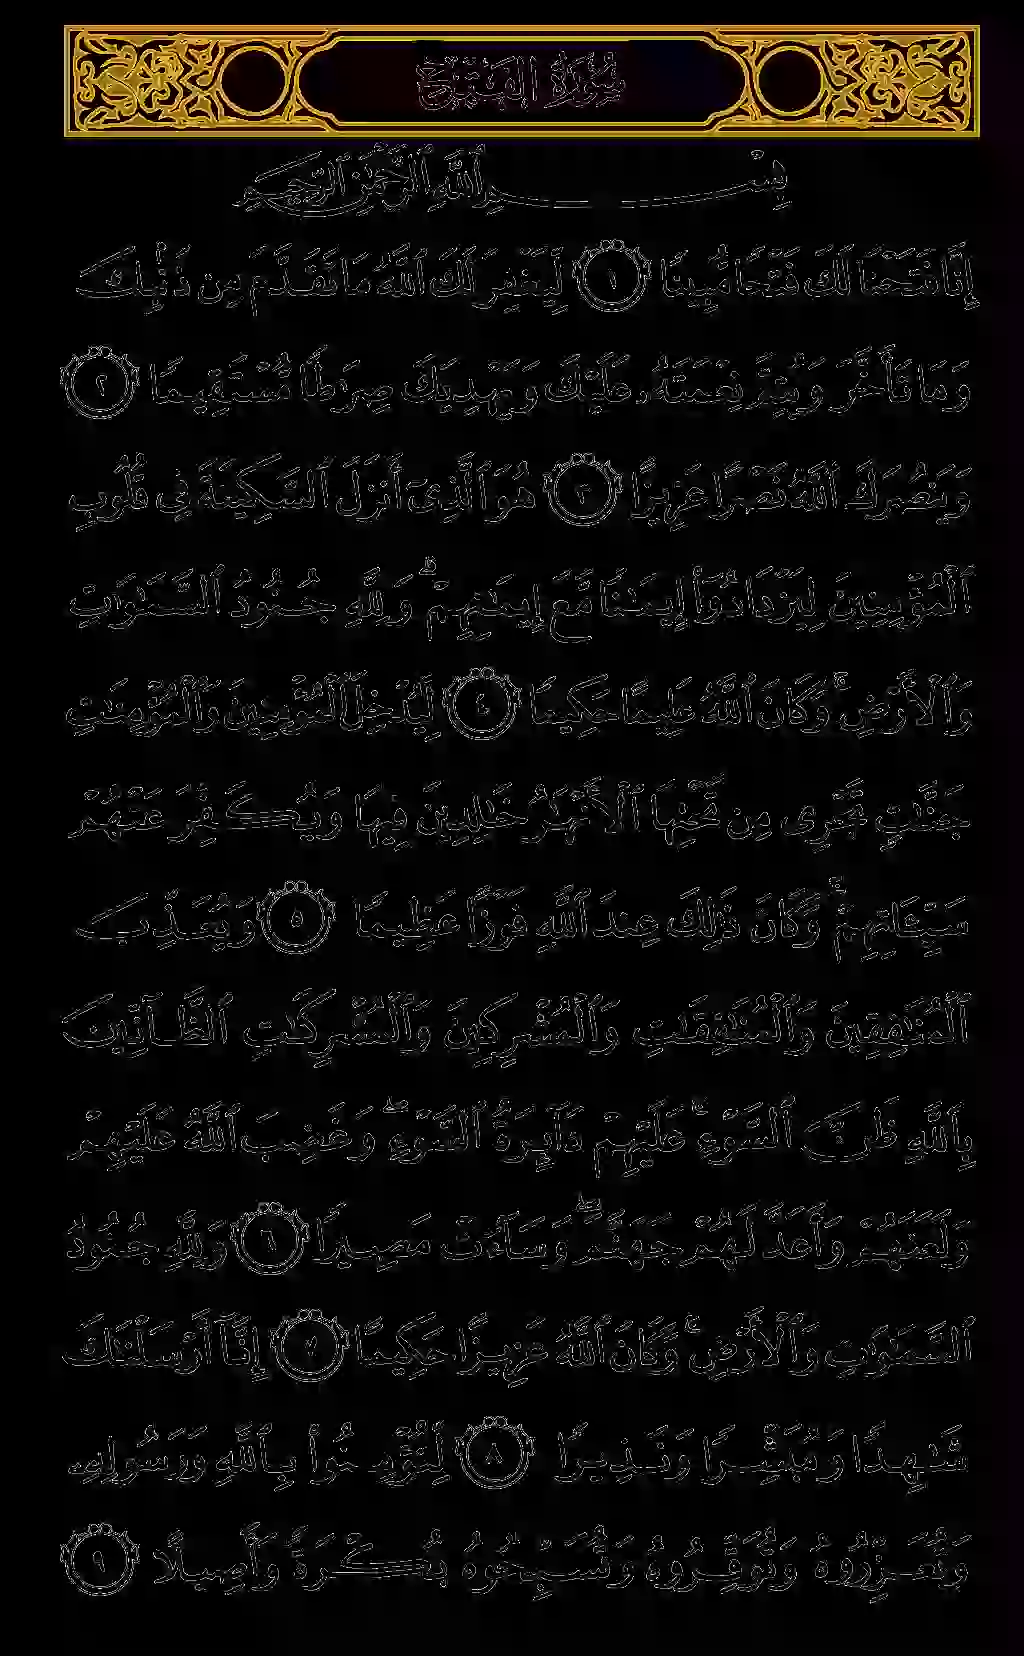 سُورَةُ الفَتْحِ
بِسْمِ ٱللَّهِ ٱلرَّحْمَٰنِ ٱلرَّحِيمِ
إِنَّا فَتَحْنَا لَكَ فَتْحًا مُّبِينًا ١ لِّيَغْفِرَ لَكَ ٱللَّهُ مَا تَقَدَّمَ مِن ذَنۢبِكَ
وَمَا تَأَخَّرَ وَيُتِمَّ نِعْمَتَهُۥ عَلَيْكَ وَيَهْدِيَكَ صِرَٰطًا مُّسْتَقِيمًا ٢
وَيَنصُرَكَ ٱللَّهُ نَصْرًا عَزِيزًا ٣ هُوَ ٱلَّذِىٓ أَنزَلَ ٱلسَّكِينَةَ فِى قُلُوبِ
ٱلْمُؤْمِنِينَ لِيَزْدَادُوٓا۟ إِيمَٰنًا مَّعَ إِيمَٰنِهِمْ ۗ وَلِلَّهِ جُنُودُ ٱلسَّمَٰوَٰتِ
وَٱلْأَرْضِ ۚ وَكَانَ ٱللَّهُ عَلِيمًا حَكِيمًا ٤ لِّيُدْخِلَ ٱلْمُؤْمِنِينَ وَٱلْمُؤْمِنَٰتِ
جَنَّٰتٍ تَجْرِى مِن تَحْتِهَا ٱلْأَنْهَٰرُ خَٰلِدِينَ فِيهَا وَيُكَفِّرَ عَنْهُمْ
سَيِّـَٔاتِهِمْ ۚ وَكَانَ ذَٰلِكَ عِندَ ٱللَّهِ فَوْزًا عَظِيمًا ٥ وَيُعَذِّبَ
ٱلْمُنَٰفِقِينَ وَٱلْمُنَٰفِقَٰتِ وَٱلْمُشْرِكِينَ وَٱلْمُشْرِكَٰتِ ٱلظَّآنِّينَ
بِٱللَّهِ ظَنَّ ٱلسَّوْءِ ۚ عَلَيْهِمْ دَآئِرَةُ ٱلسَّوْءِ ۖ وَغَضِبَ ٱللَّهُ عَلَيْهِمْ
وَلَعَنَهُمْ وَأَعَدَّ لَهُمْ جَهَنَّمَ ۖ وَسَآءَتْ مَصِيرًا ٦ وَلِلَّهِ جُنُودُ
ٱلسَّمَٰوَٰتِ وَٱلْأَرْضِ ۚ وَكَانَ ٱللَّهُ عَزِيزًا حَكِيمًا ٧ إِنَّآ أَرْسَلْنَٰكَ
شَٰهِدًا وَمُبَشِّرًا وَنَذِيرًا ٨ لِّتُؤْمِنُوا۟ بِٱللَّهِ وَرَسُولِهِۦ
وَتُعَزِّرُوهُ وَتُوَقِّرُوهُ وَتُسَبِّحُوهُ بُكْرَةً وَأَصِيلًا ٩